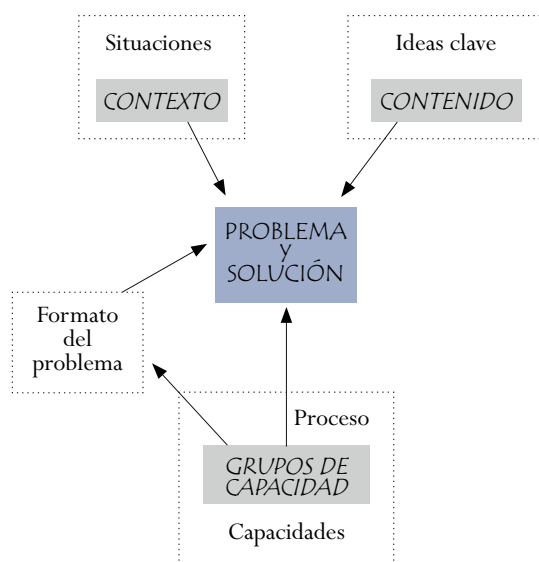 Situaciones
CONTEXTO
Ideas clave
CONTENIDO
PROBLEMA
y
SOLUCIÓN
Formato
del
problema
Proceso
GRUPOS DE
CAPACIDAD
Capacidades